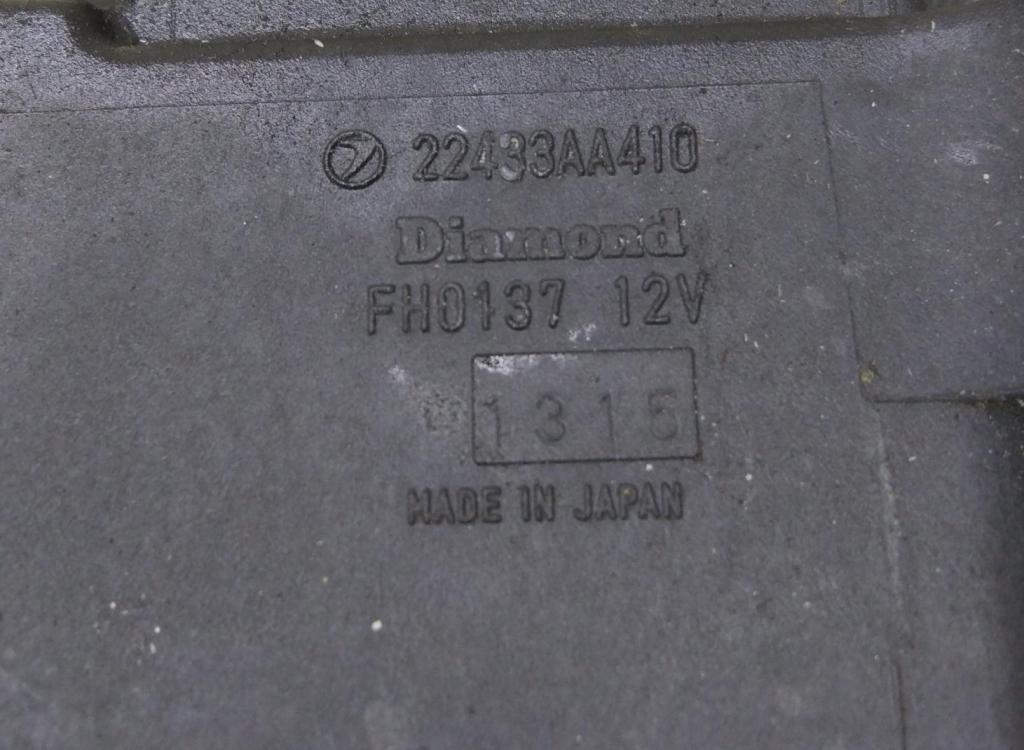 22433AA410
Diamond
FH0137 12V
1315
MADE IN JAPAN